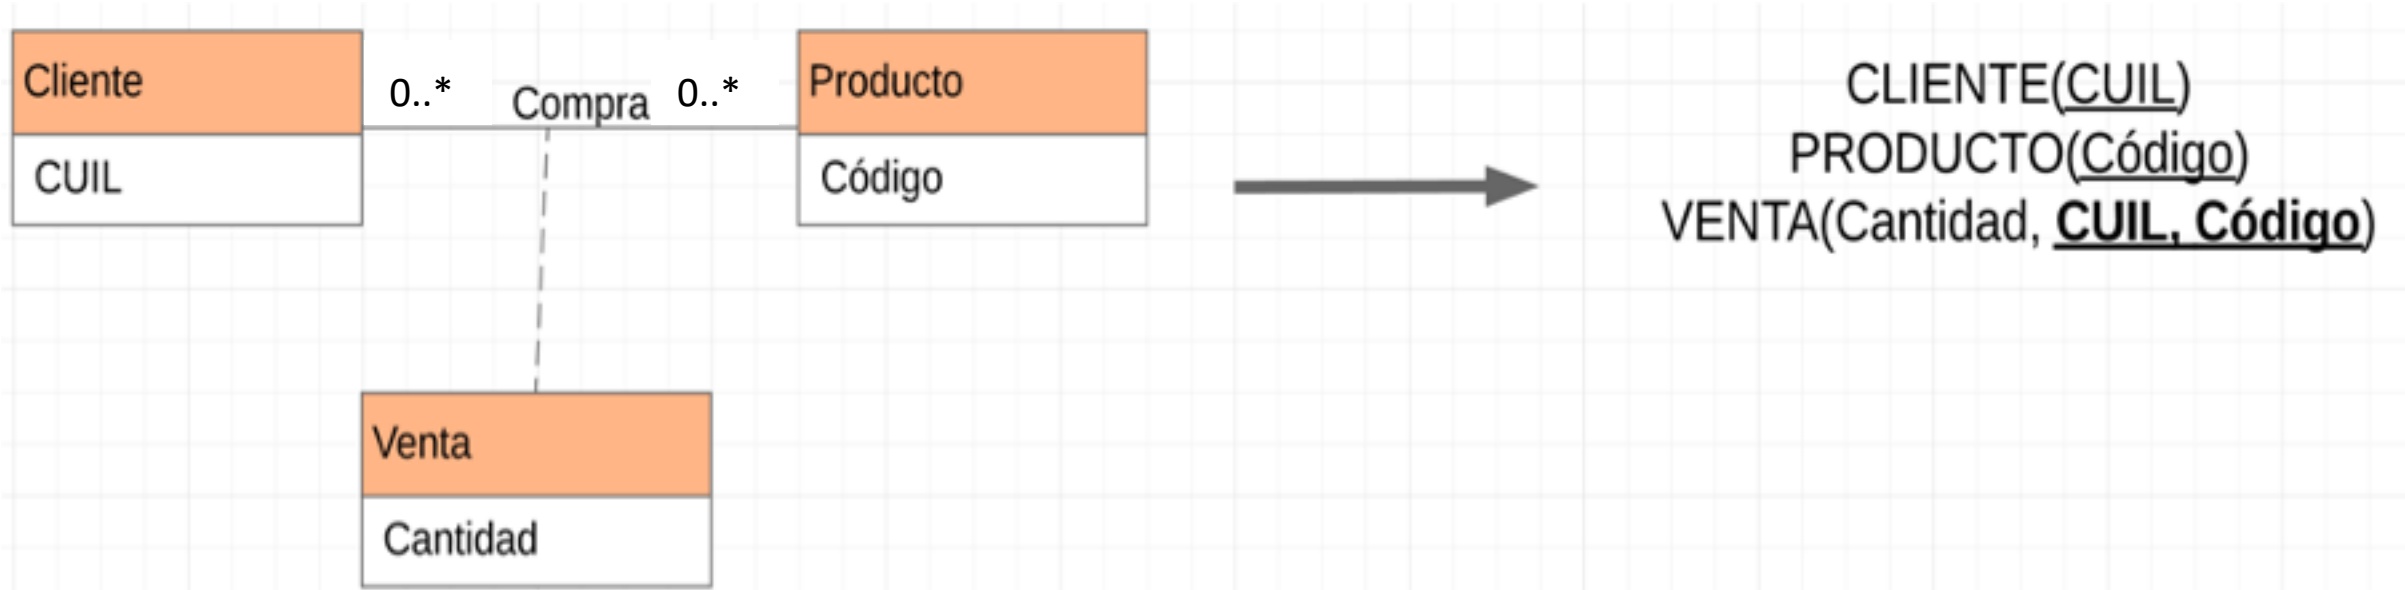 Cliente
CUIL
0..*
Compra
0..*
Producto
Código
Venta
Cantidad
CLIENTE(CUIL)
PRODUCTO(Código)
VENTA(Cantidad, CUIL, Código)